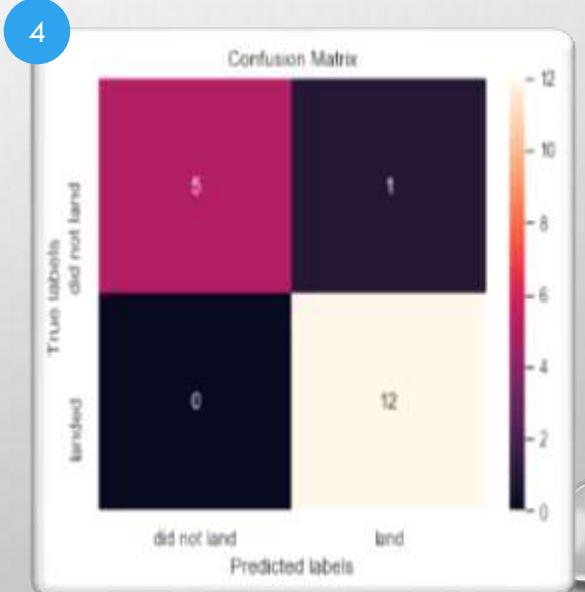 4
Confusion Matrix
True labels
did not land
landed
5
1
0
12
did not land
land
Predicted labels
12
10
8
6
4
2
0